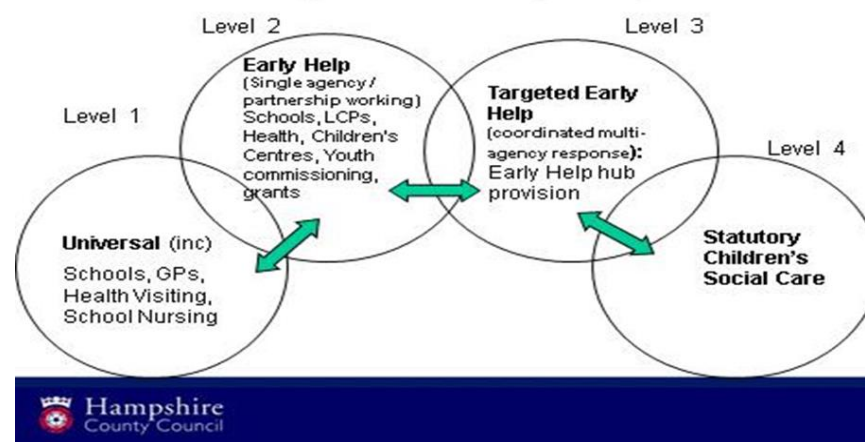 Level 1
Universal (inc)
Schools, GPs,
Health Visiting,
School Nursing
Level 2
Early Help
(Single agency /
partnership working)
Schools, LCPs,
Health, Children's
Centres, Youth
commissioning,
grants
Level 3
Targeted Early
Help
(coordinated multi-
agency response):
Early Help hub
provision
Level 4
Statutory
Children's
Social Care
Hampshire
County Council